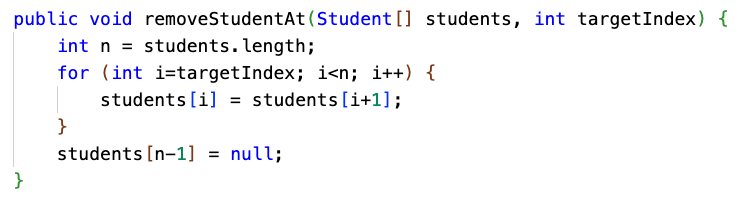 public void removeStudentAt(Student[] students, int targetIndex) {
    int n = students.length;
    for (int i=targetIndex; i<n; i++) {
        students[i] = students[i+1];
    }
    students[n-1] = null;
}